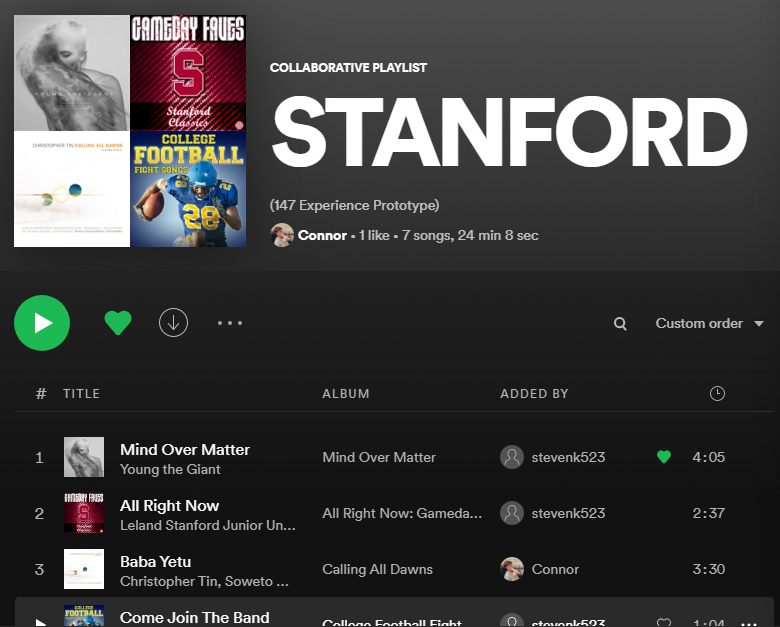 GAMEDAY FAVES
S
Stanford
Classics
YOUNG THE GIANT
CHRISTOPHER TIN CALLING ALL DAWNS
COLLEGE
FOOTBALL
FIGHT SONGS
28
COLLABORATIVE PLAYLIST
STANFORD
(147 Experience Prototype)
Connor • 1 like • 7 songs, 24 min 8 sec
Custom order
# TITLE ALBUM ADDED BY
1 Mind Over Matter Mind Over Matter stevenk523 4:05
Young the Giant
2 All Right Now All Right Now: Gameda... stevenk523 2:37
Leland Stanford Junior Un...
3 Baba Yetu Calling All Dawns Connor 3:30
Christopher Tin, Soweto ...
Come Join The Band College Football Fight stevenk523 1:04